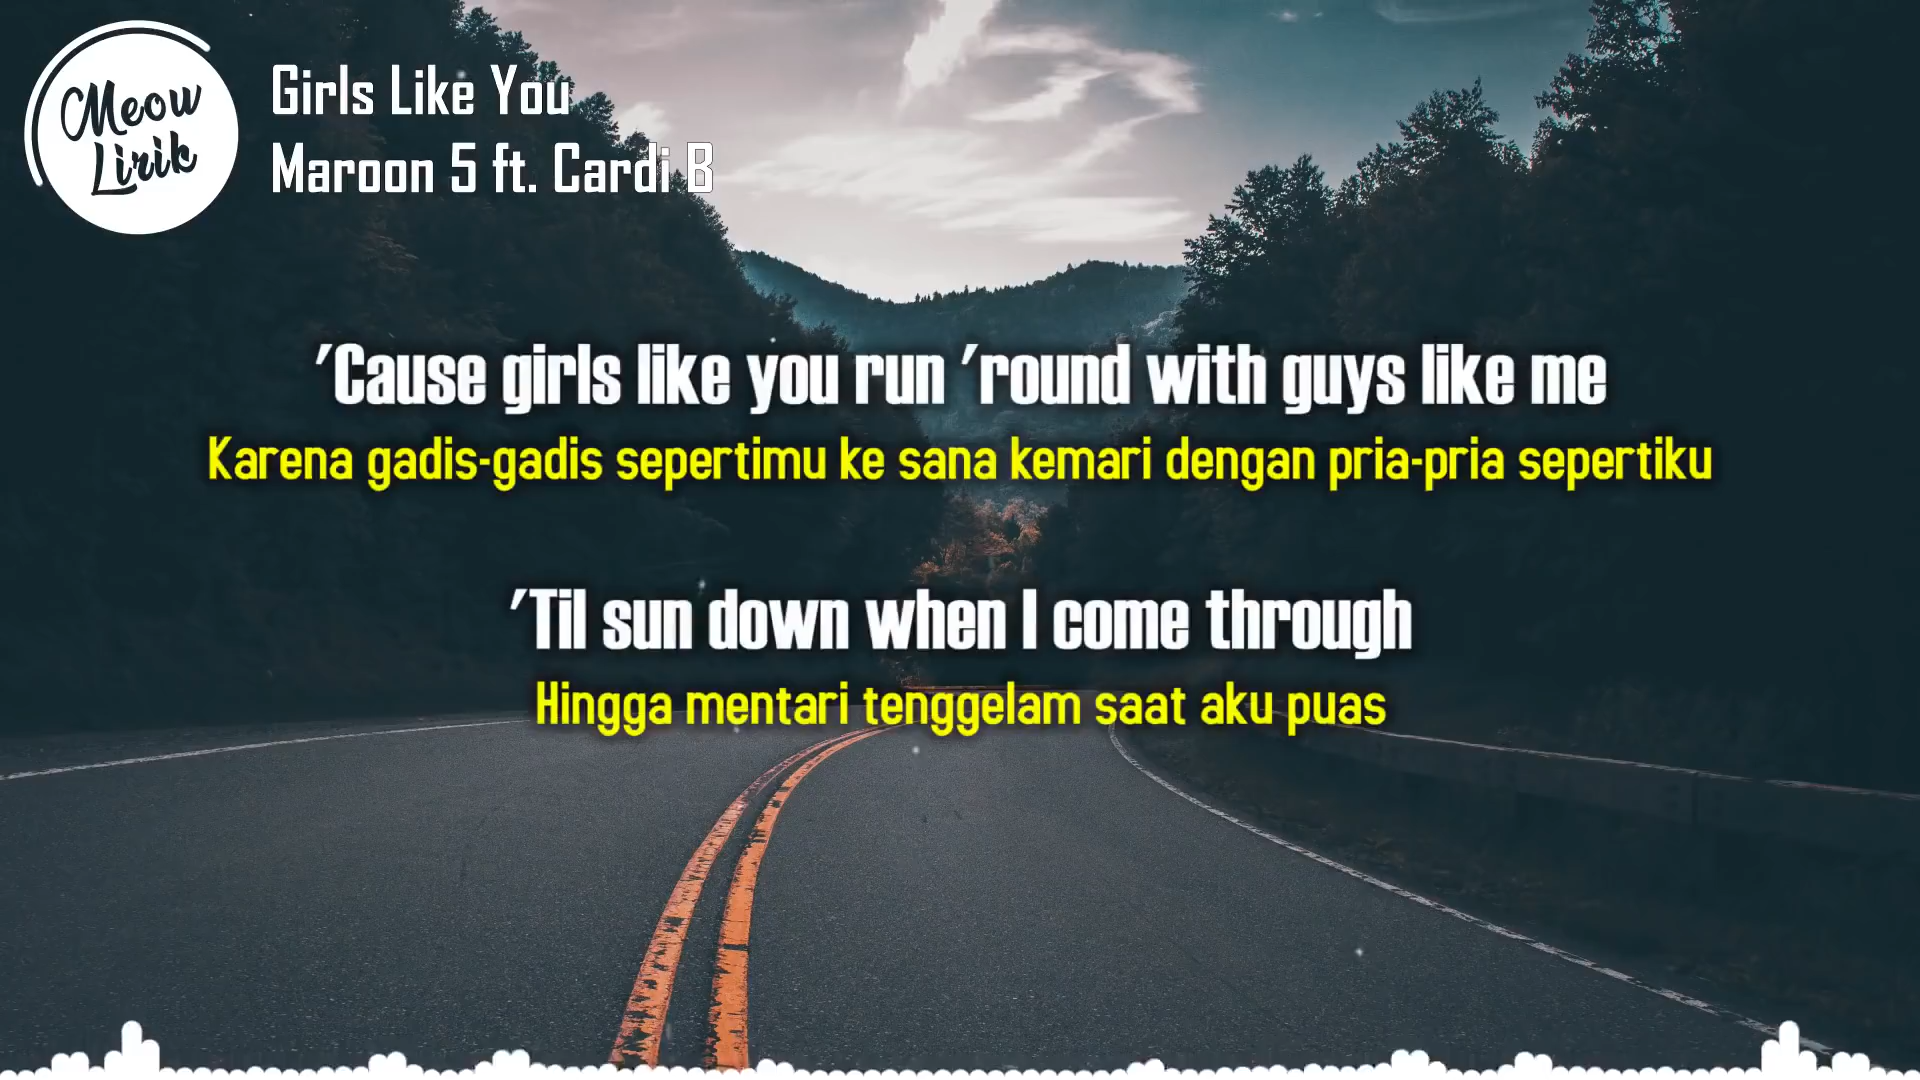 Meow
Lirik
Girls Like You
Maroon 5 ft. Cardi B
'Cause girls like you run 'round with guys like me
Karena gadis-gadis sepertimu ke sana kemari dengan pria-pria sepertiku
'Til sun down when I come through
Hingga mentari tenggelam saat aku puas